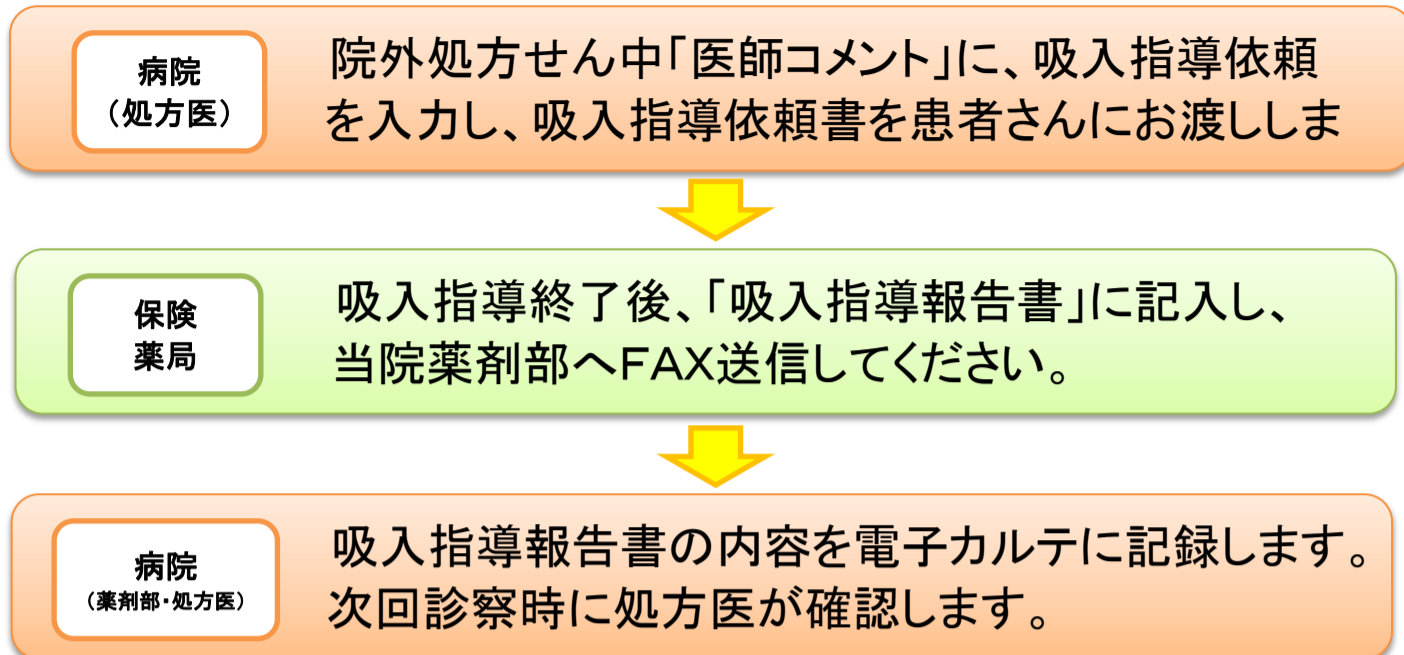 病院
（処方医）
院外処方せん中「医師コメント」に、吸入指導依頼
を入力し、吸入指導依頼書を患者さんにお渡ししま
保険
薬局
吸入指導終了後、「吸入指導報告書」に記入し、
当院薬剤部へFAX送信してください。
病院
（薬剤部・処方医）
吸入指導報告書の内容を電子カルテに記録します。
次回診察時に処方医が確認します。